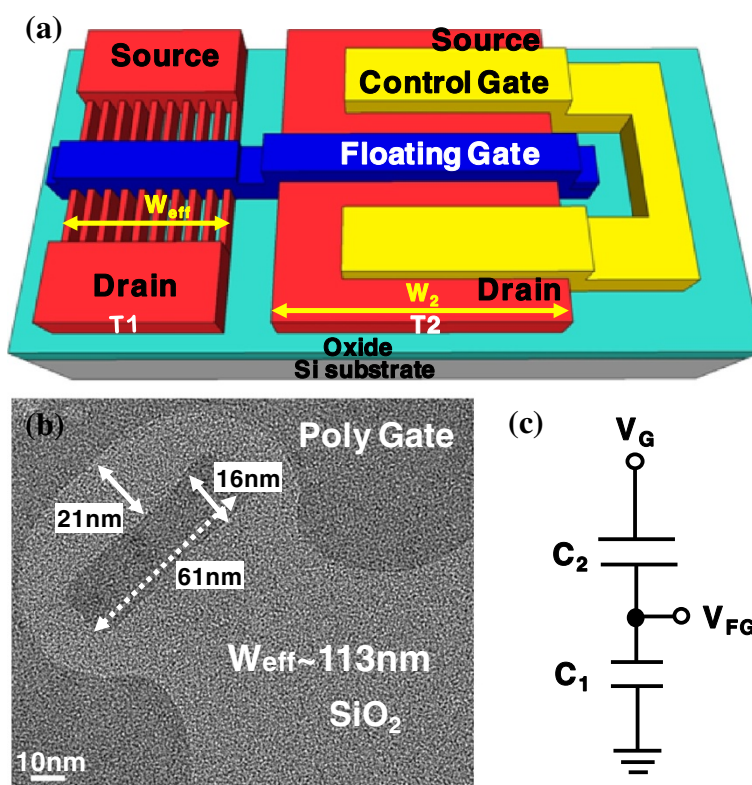 (a)
Source
Source
Control Gate
Floating Gate
Weff
Drain
W2
Drain
T1
T2
Oxide
Si substrate
(b)
Poly Gate
16nm
21nm
61nm
Weff~113nm
SiO2
10nm
(c)
VG
C2
VFG
C1